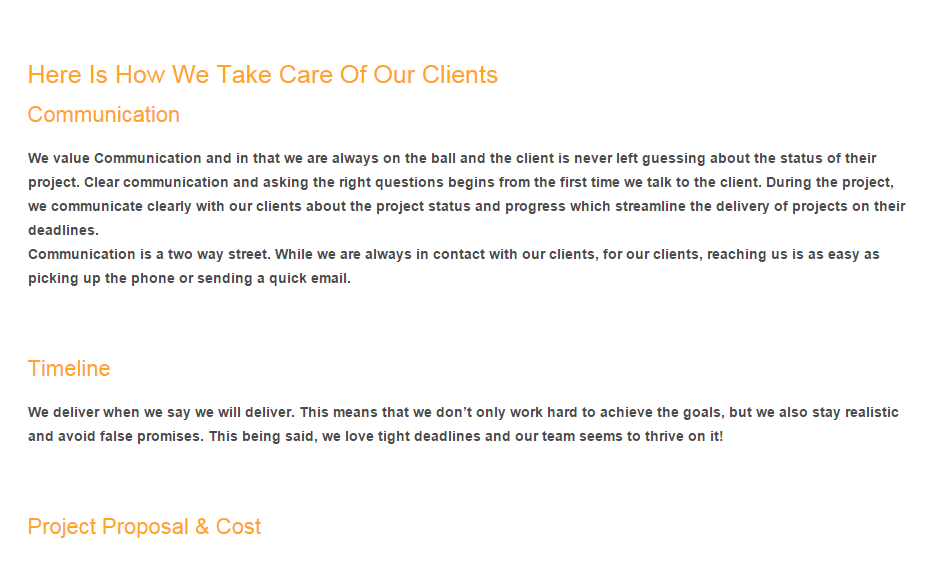 Here Is How We Take Care Of Our Clients
Communication
We value Communication and in that we are always on the ball and the client is never left guessing about the status of their
project. Clear communication and asking the right questions begins from the first time we talk to the client. During the project,
we communicate clearly with our clients about the project status and progress which streamline the delivery of projects on their
deadlines.
Communication is a two way street. While we are always in contact with our clients, for our clients, reaching us is as easy as
picking up the phone or sending a quick email.
Timeline
We deliver when we say we will deliver. This means that we don’t only work hard to achieve the goals, but we also stay realistic
and avoid false promises. This being said, we love tight deadlines and our team seems to thrive on it!
Project Proposal & Cost